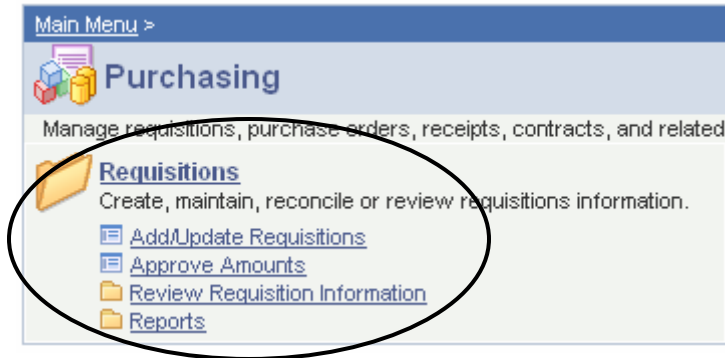 Main Menu >
Purchasing
Manage requisitions, purchase orders, receipts, contracts, and related
Requisitions
Create, maintain, reconcile or review requisitions information.
Add/Update Requisitions
Approve Amounts
Review Requisition Information
Reports